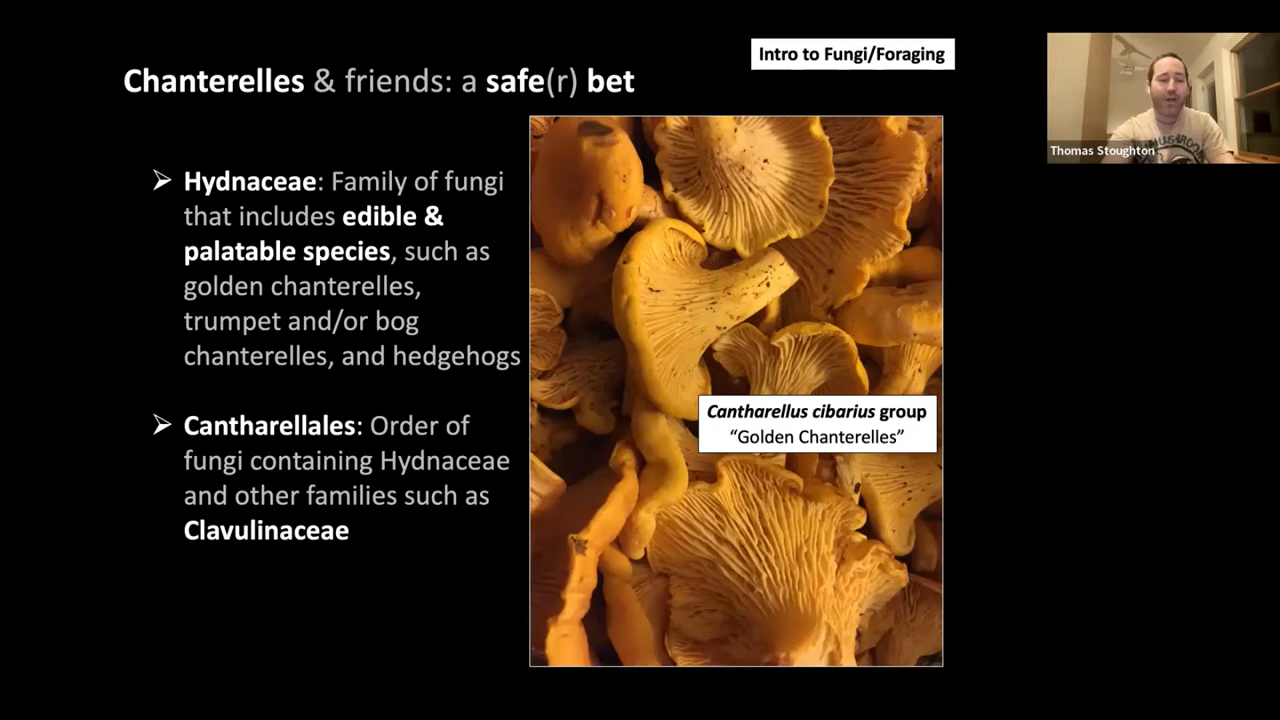 Intro to Fungi/Foraging
Chanterelles & friends: a safe(r) bet
Thomas Stoughton
➢ Hydnaceae: Family of fungi
that includes edible &
palatable species, such as
golden chanterelles,
trumpet and/or bog
chanterelles, and hedgehogs
➢ Cantharellales: Order of
fungi containing Hydnaceae
and other families such as
Clavulinaceae
Cantharellus cibarius group
“Golden Chanterelles”